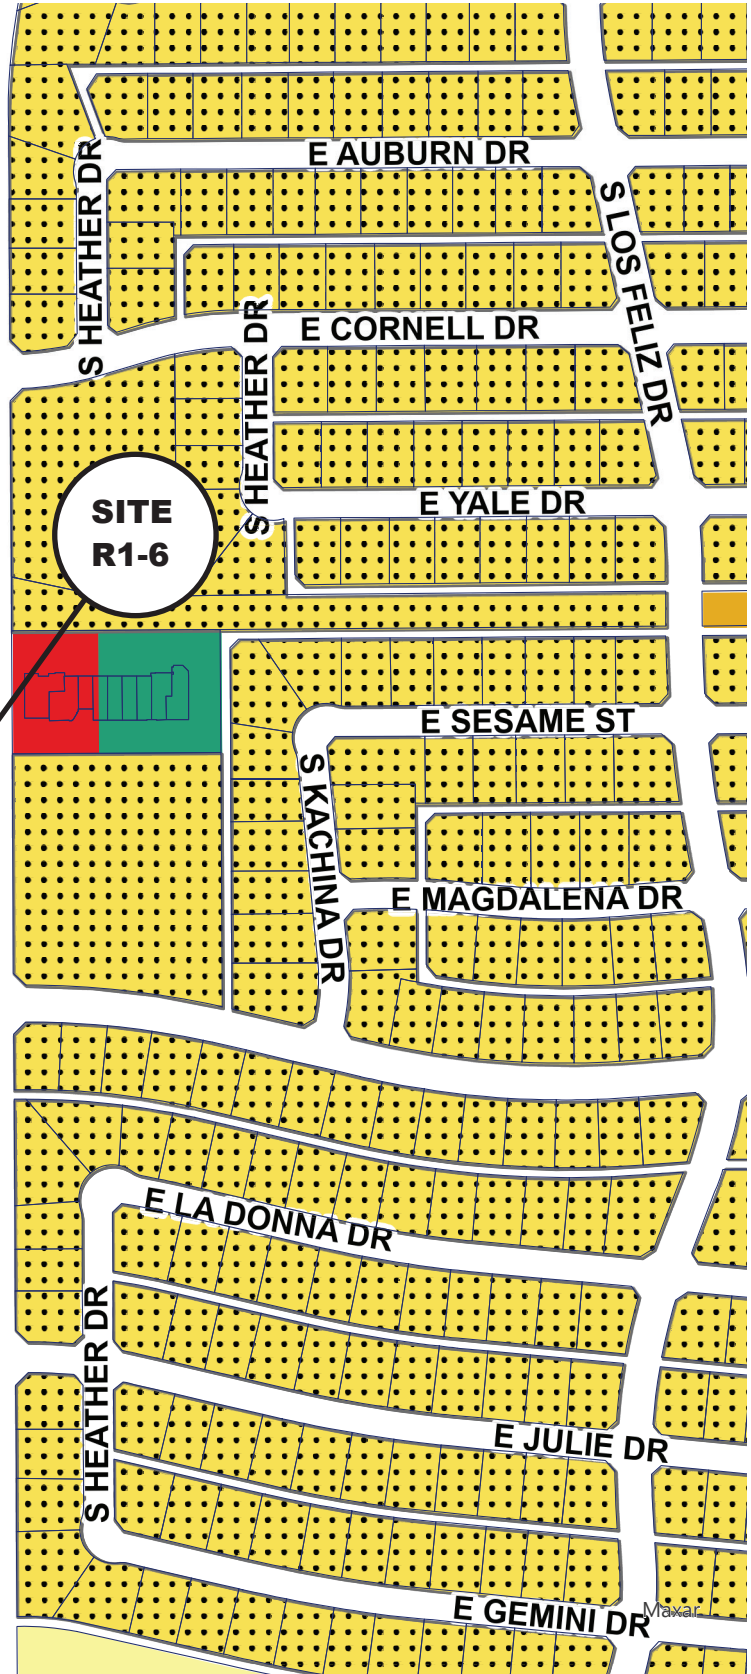 E AUBURN DR
S HEATHER DR
S LOS FELIZ DR
S HEATHER DR
E CORNELL DR
E YALE DR
SITE
R1-6
E SESAME ST
S KACHINA DR
E MAGDALENA DR
E LA DONNA DR
S HEATHER DR
E JULIE DR
E GEMINI DR
Maxar